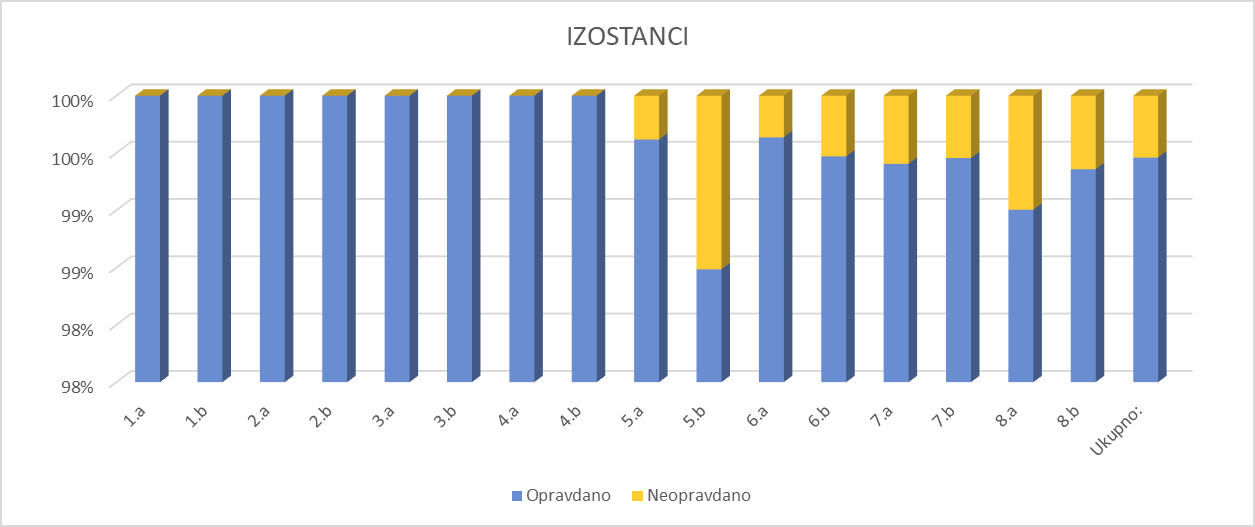 IZOSTANCI
100%
100%
99%
99%
98%
98%
1.a 1.b 2.a 2.b 3.a 3.b 4.a 4.b 5.a 5.b 6.a 6.b 7.a 7.b 8.a 8.b Ukupno:
Opravdano Neopravdano